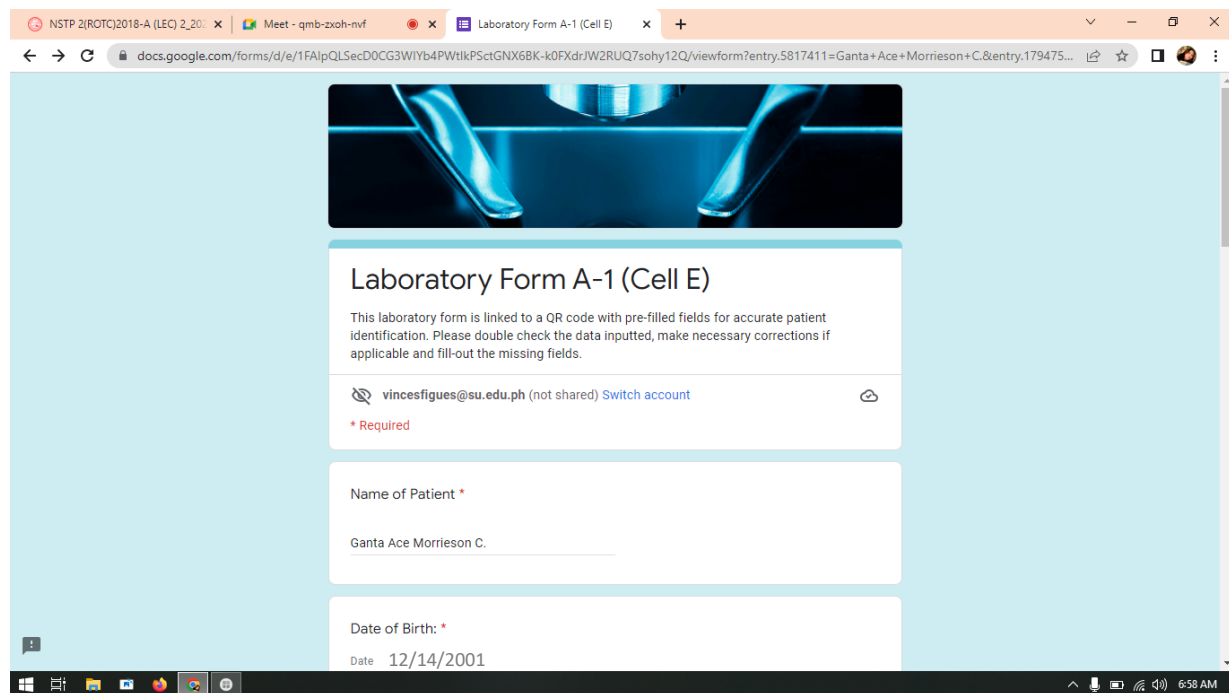 NSTP 2(ROTC)2018-A (LEC) 2_202
Meet - qmb-zxoh-nvf
Laboratory Form A-1 (Cell E)
docs.google.com/forms/d/e/1FAIpQLSecD0CG3WIYb4PWtIkPSctGNX6BK-k0FXdrJW2RUQ7sohy12Q/viewform?entry.5817411=Ganta+Ace+Morrieson+C.&entry.179475...
Laboratory Form A-1 (Cell E)
This laboratory form is linked to a QR code with pre-filled fields for accurate patient
identification. Please double check the data inputted, make necessary corrections if
applicable and fill-out the missing fields.
vincesfigues@su.edu.ph (not shared) Switch account
* Required
Name of Patient *
Ganta Ace Morrieson C.
Date of Birth: *
Date 12/14/2001
6:58 AM